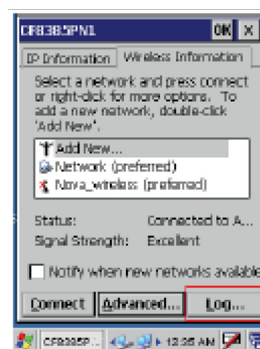 CF8385PN1 OK ×
IP Information Wireless Information
Select a network and press connect
or right-click for more options. To
add a new network, double-click
'Add New'.
Add New...
Network (preferred)
Nova_wireless (preferred)
Status: Connected to A...
Signal Strength: Excellent
Notify when new networks available
Connect Advanced... Log...
CF8385P... 12:35 AM